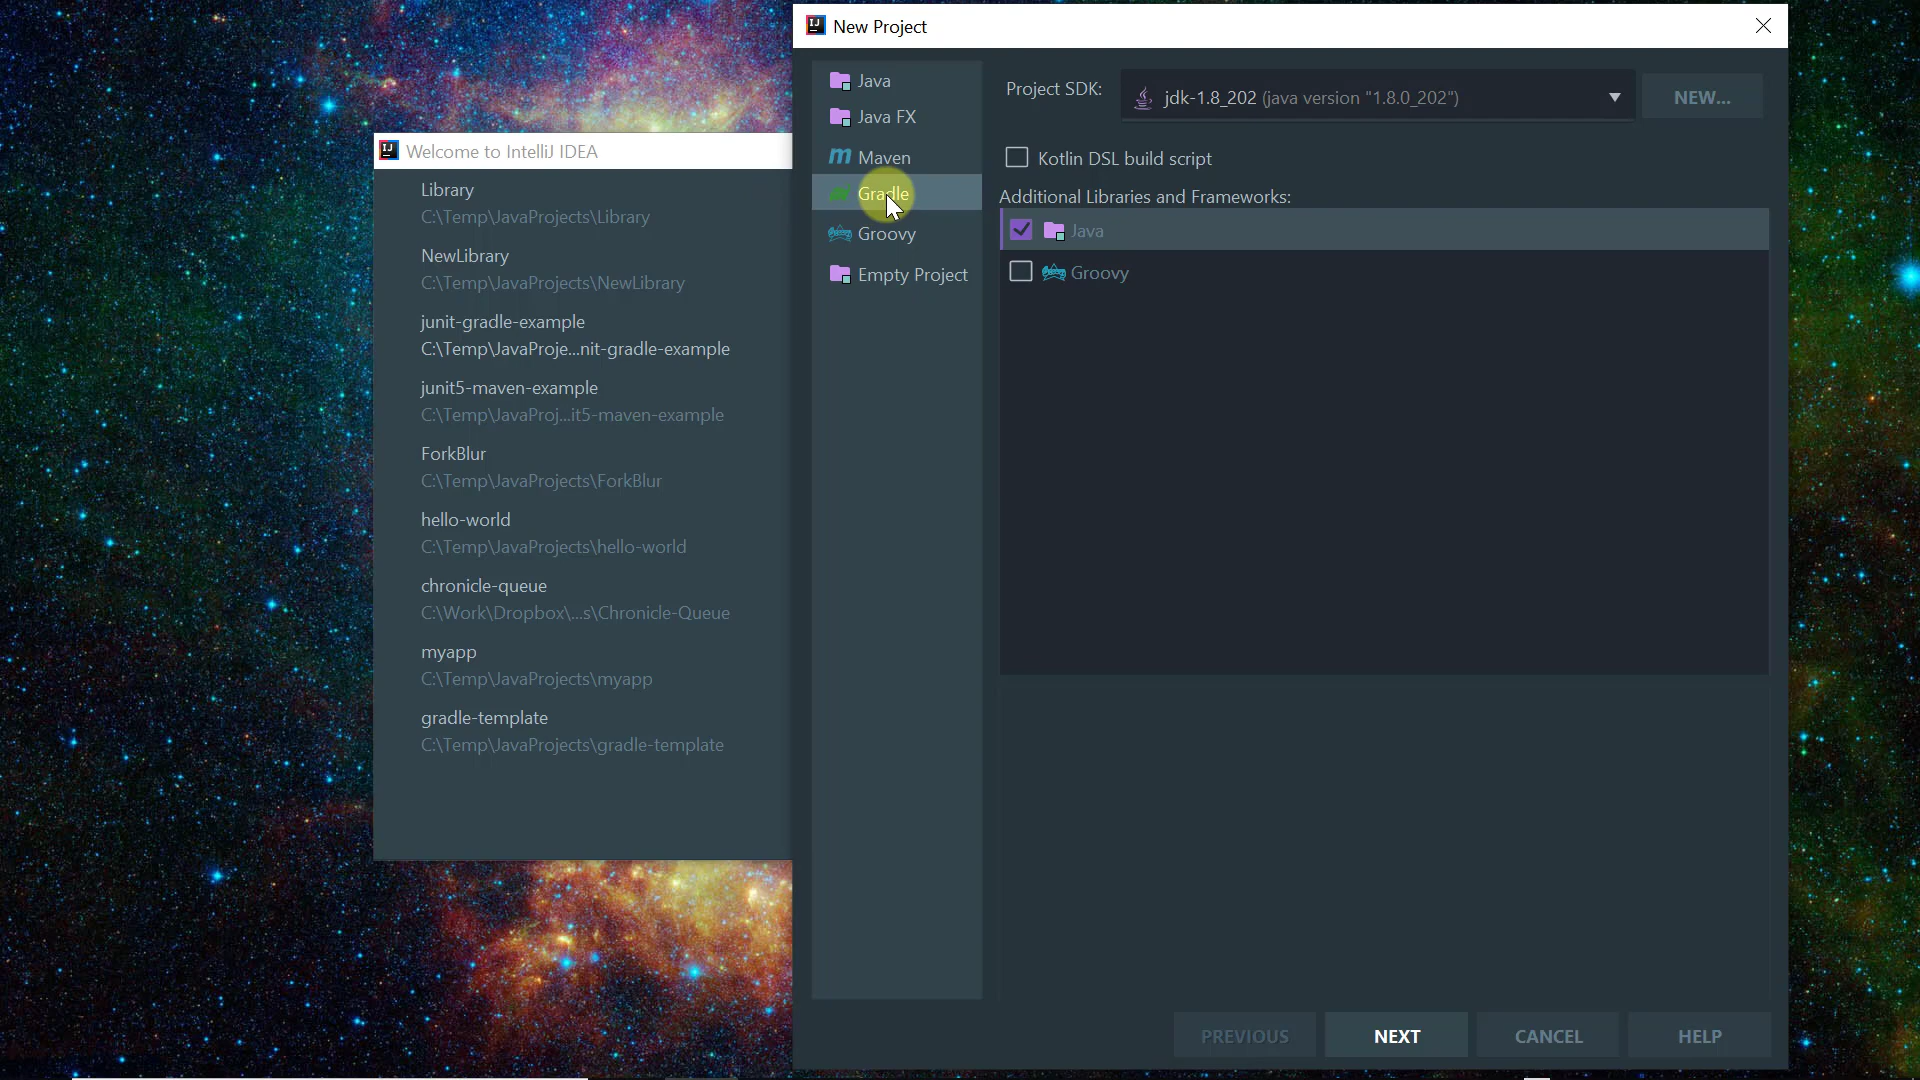 New Project
Java
Java FX
Maven
Gradle
Groovy
Empty Project
Project SDK:
jdk-1.8_202 (java version "1.8.0_202")
NEW...
Kotlin DSL build script
Additional Libraries and Frameworks:
Java
Groovy
PREVIOUS
NEXT
CANCEL
HELP
Welcome to IntelliJ IDEA
Library
C:\Temp\JavaProjects\Library
NewLibrary
C:\Temp\JavaProjects\NewLibrary
junit-gradle-example
C:\Temp\JavaProje...nit-gradle-example
junit5-maven-example
C:\Temp\JavaProj...it5-maven-example
ForkBlur
C:\Temp\JavaProjects\ForkBlur
hello-world
C:\Temp\JavaProjects\hello-world
chronicle-queue
C:\Work\Dropbox\...s\Chronicle-Queue
myapp
C:\Temp\JavaProjects\myapp
gradle-template
C:\Temp\JavaProjects\gradle-template